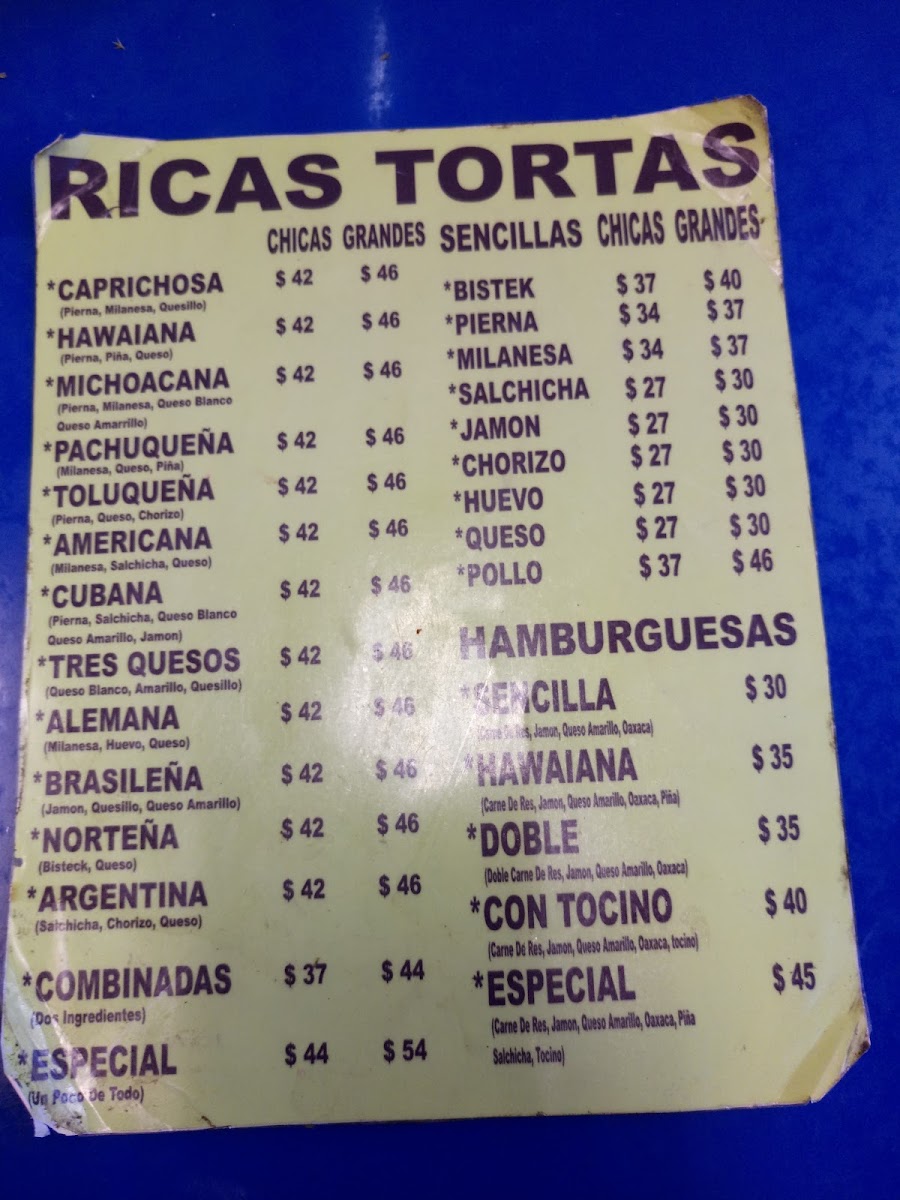 RICAS TORTAS
CHICAS GRANDES
*CAPRICHOSA $ 42 $ 46
(Pierna, Milanesa, Quesillo)
*HAWAIANA $ 42 $ 46
(Pierna, Piña, Queso)
*MICHOACANA $ 42 $ 46
(Pierna, Milanesa, Queso Blanco
Queso Amarrillo)
*PACHUQUEÑA $ 42 $ 46
(Milanesa, Queso, Piña)
*TOLUQUEÑA $ 42 $ 46
(Pierna, Queso, Chorizo)
*AMERICANA $ 42 $ 46
(Milanesa, Salchicha, Queso)
*CUBANA $ 42 $ 46
(Pierna, Salchicha, Queso Blanco
Queso Amarillo, Jamon)
*TRES QUESOS $ 42 $ 46
(Queso Blanco, Amarillo, Quesillo)
*ALEMANA $ 42 $ 46
(Milanesa, Huevo, Queso)
*BRASILEÑA $ 42 $ 46
(Jamon, Quesillo, Queso Amarillo)
*NORTEÑA $ 42 $ 46
(Bisteck, Queso)
*ARGENTINA $ 42 $ 46
(Salchicha, Chorizo, Queso)
*COMBINADAS $ 37 $ 44
(Dos Ingredientes)
*ESPECIAL $ 44 $ 54
(Un Poco De Todo)
SENCILLAS CHICAS GRANDES
*BISTEK $ 37 $ 40
*PIERNA $ 34 $ 37
*MILANESA $ 34 $ 37
*SALCHICHA $ 27 $ 30
*JAMON $ 27 $ 30
*CHORIZO $ 27 $ 30
*HUEVO $ 27 $ 30
*QUESO $ 27 $ 30
*POLLO $ 37 $ 46
HAMBURGUESAS
*SENCILLA $ 30
(Carne De Res, Jamon, Queso Amarillo, Oaxaca)
*HAWAIANA $ 35
(Carne De Res, Jamon, Queso Amarillo, Oaxaca, Piña)
*DOBLE $ 35
(Doble Carne De Res, Jamon, Queso Amarillo, Oaxaca)
*CON TOCINO $ 40
(Carne De Res, Jamon, Queso Amarillo, Oaxaca, tocino)
*ESPECIAL $ 45
(Carne De Res, Jamon, Queso Amarillo, Oaxaca, Piña
Salchicha, Tocino)